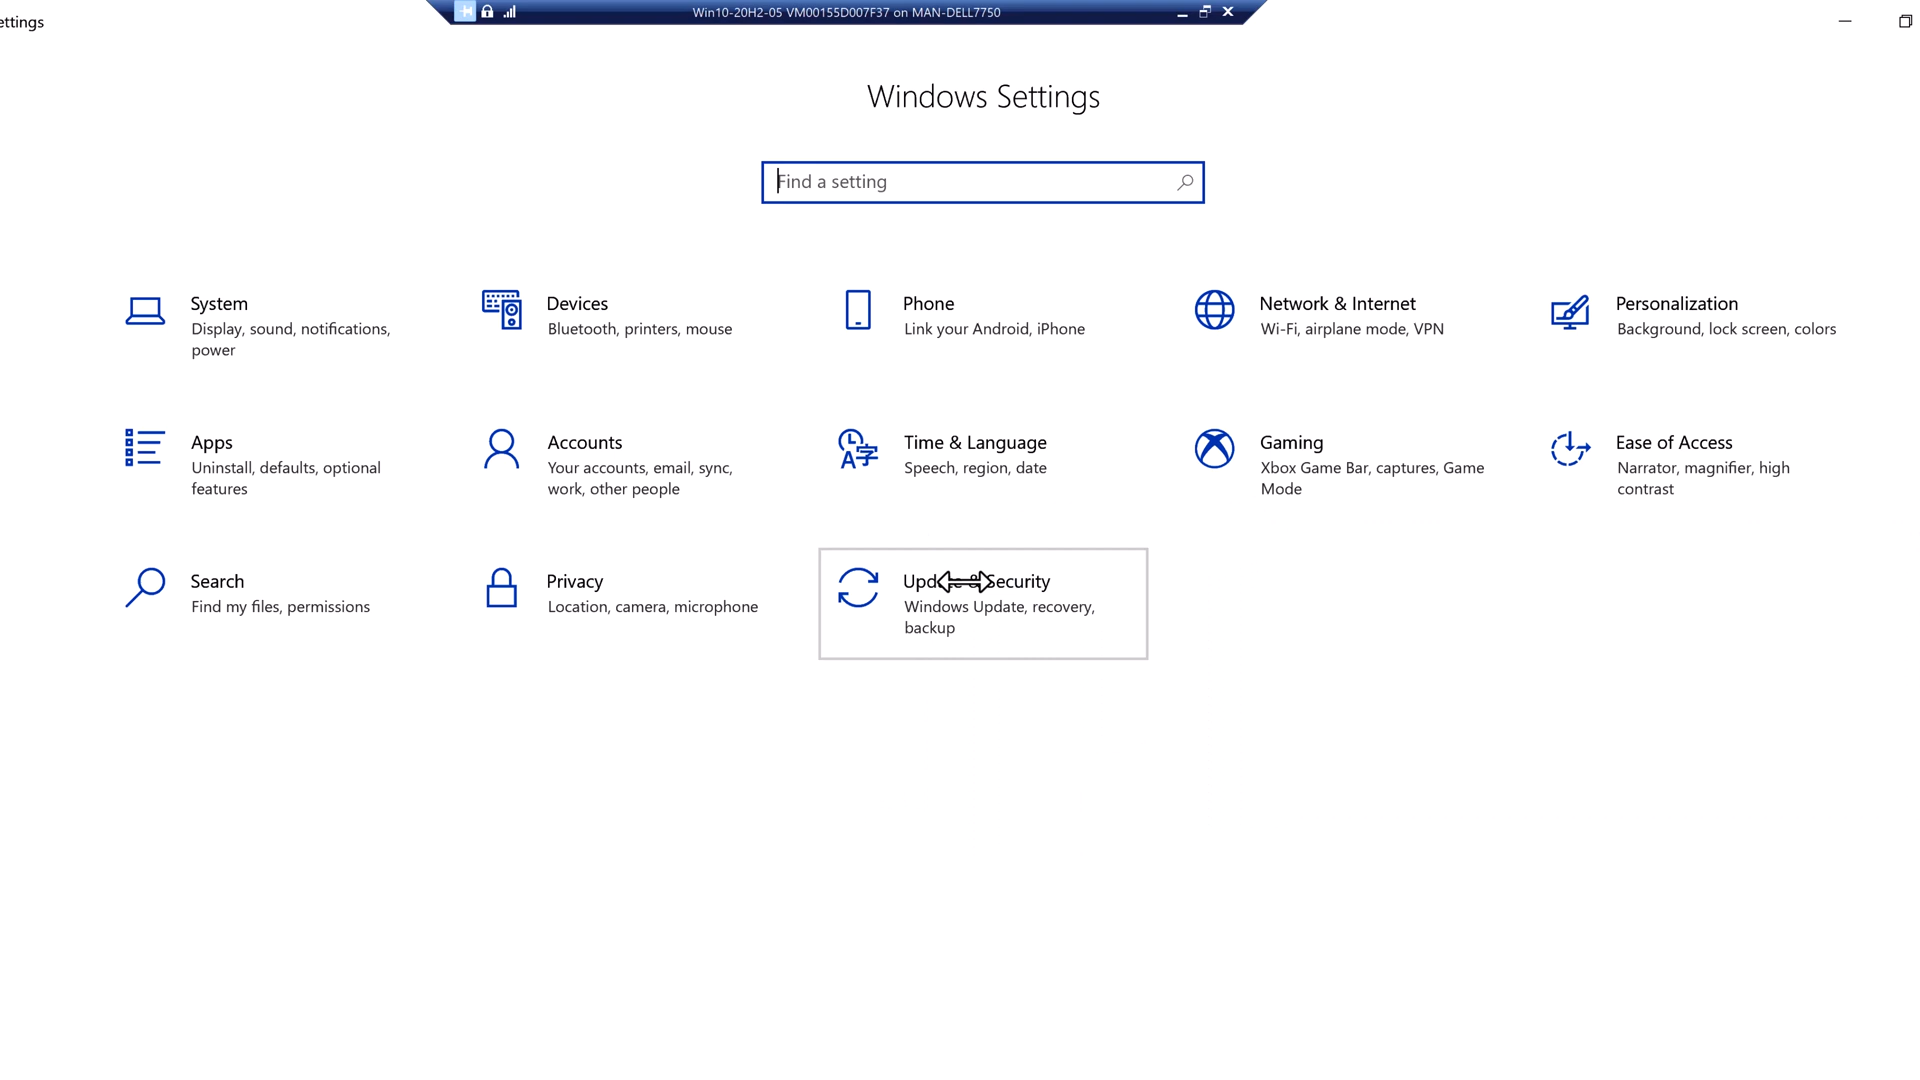 ettings
Win10-20H2-05 VM00155D007F37 on MAN-DELL7750
Windows Settings
Find a setting
System
Display, sound, notifications,
power
Devices
Bluetooth, printers, mouse
Phone
Link your Android, iPhone
Network & Internet
Wi-Fi, airplane mode, VPN
Personalization
Background, lock screen, colors
Apps
Uninstall, defaults, optional
features
Accounts
Your accounts, email, sync,
work, other people
Time & Language
Speech, region, date
Gaming
Xbox Game Bar, captures, Game
Mode
Ease of Access
Narrator, magnifier, high
contrast
Search
Find my files, permissions
Privacy
Location, camera, microphone
Update & Security
Windows Update, recovery,
backup